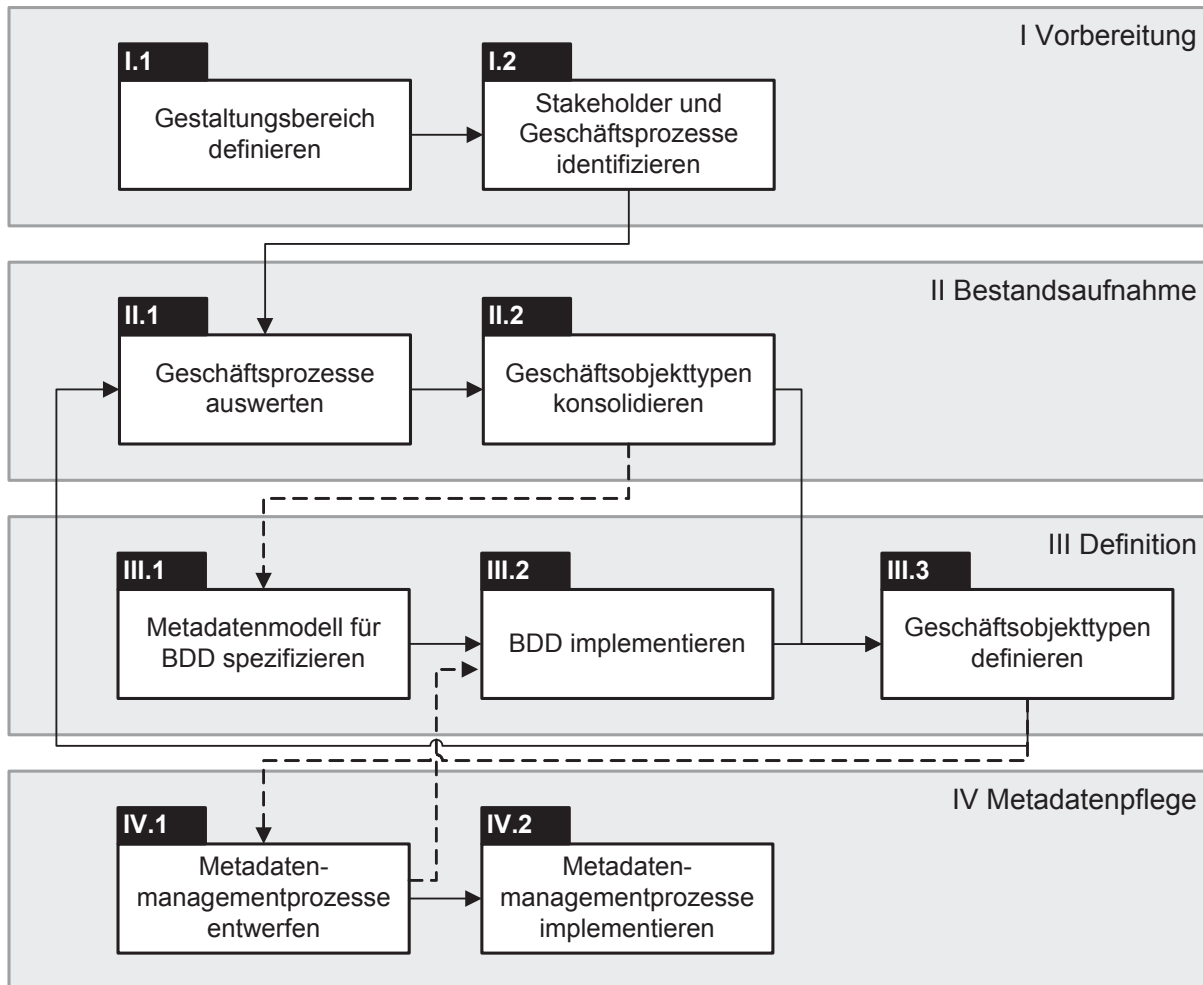 I Vorbereitung
I.1
Gestaltungsbereich
definieren
I.2
Stakeholder und
Geschäftsprozesse
identifizieren
II Bestandsaufnahme
II.1
Geschäftsprozesse
auswerten
II.2
Geschäftsobjekttypen
konsolidieren
III Definition
III.1
Metadatenmodell für
BDD spezifizieren
III.2
BDD implementieren
III.3
Geschäftsobjekttypen
definieren
IV Metadatenpflege
IV.1
Metadaten-
managementprozesse
entwerfen
IV.2
Metadaten-
managementprozesse
implementieren